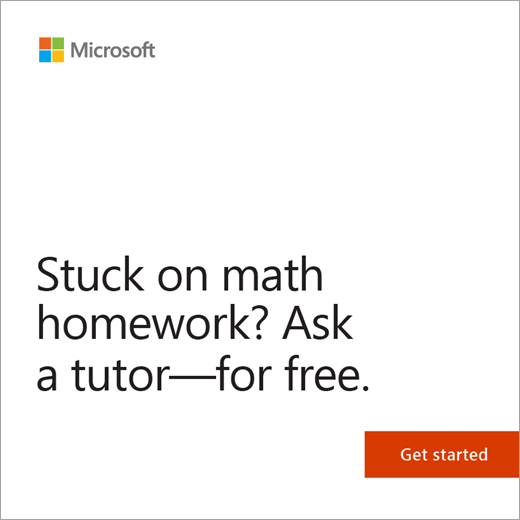 Microsoft
Stuck on math
homework? Ask
a tutor—for free.
Get started